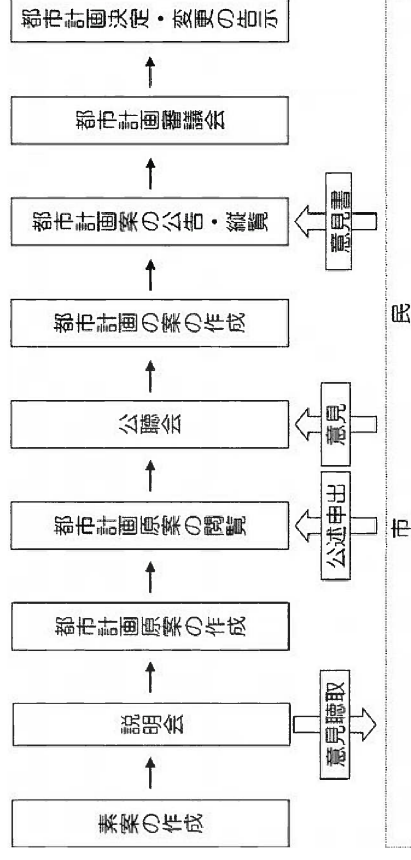 素案の作成
説明会
意見聴取
都市計画原案の作成
都市計画原案の閲覧
公述申出
公聴会
意見
都市計画の案の作成
都市計画案の公告・縦覧
意見書
都市計画審議会
都市計画決定・変更の告示
市民